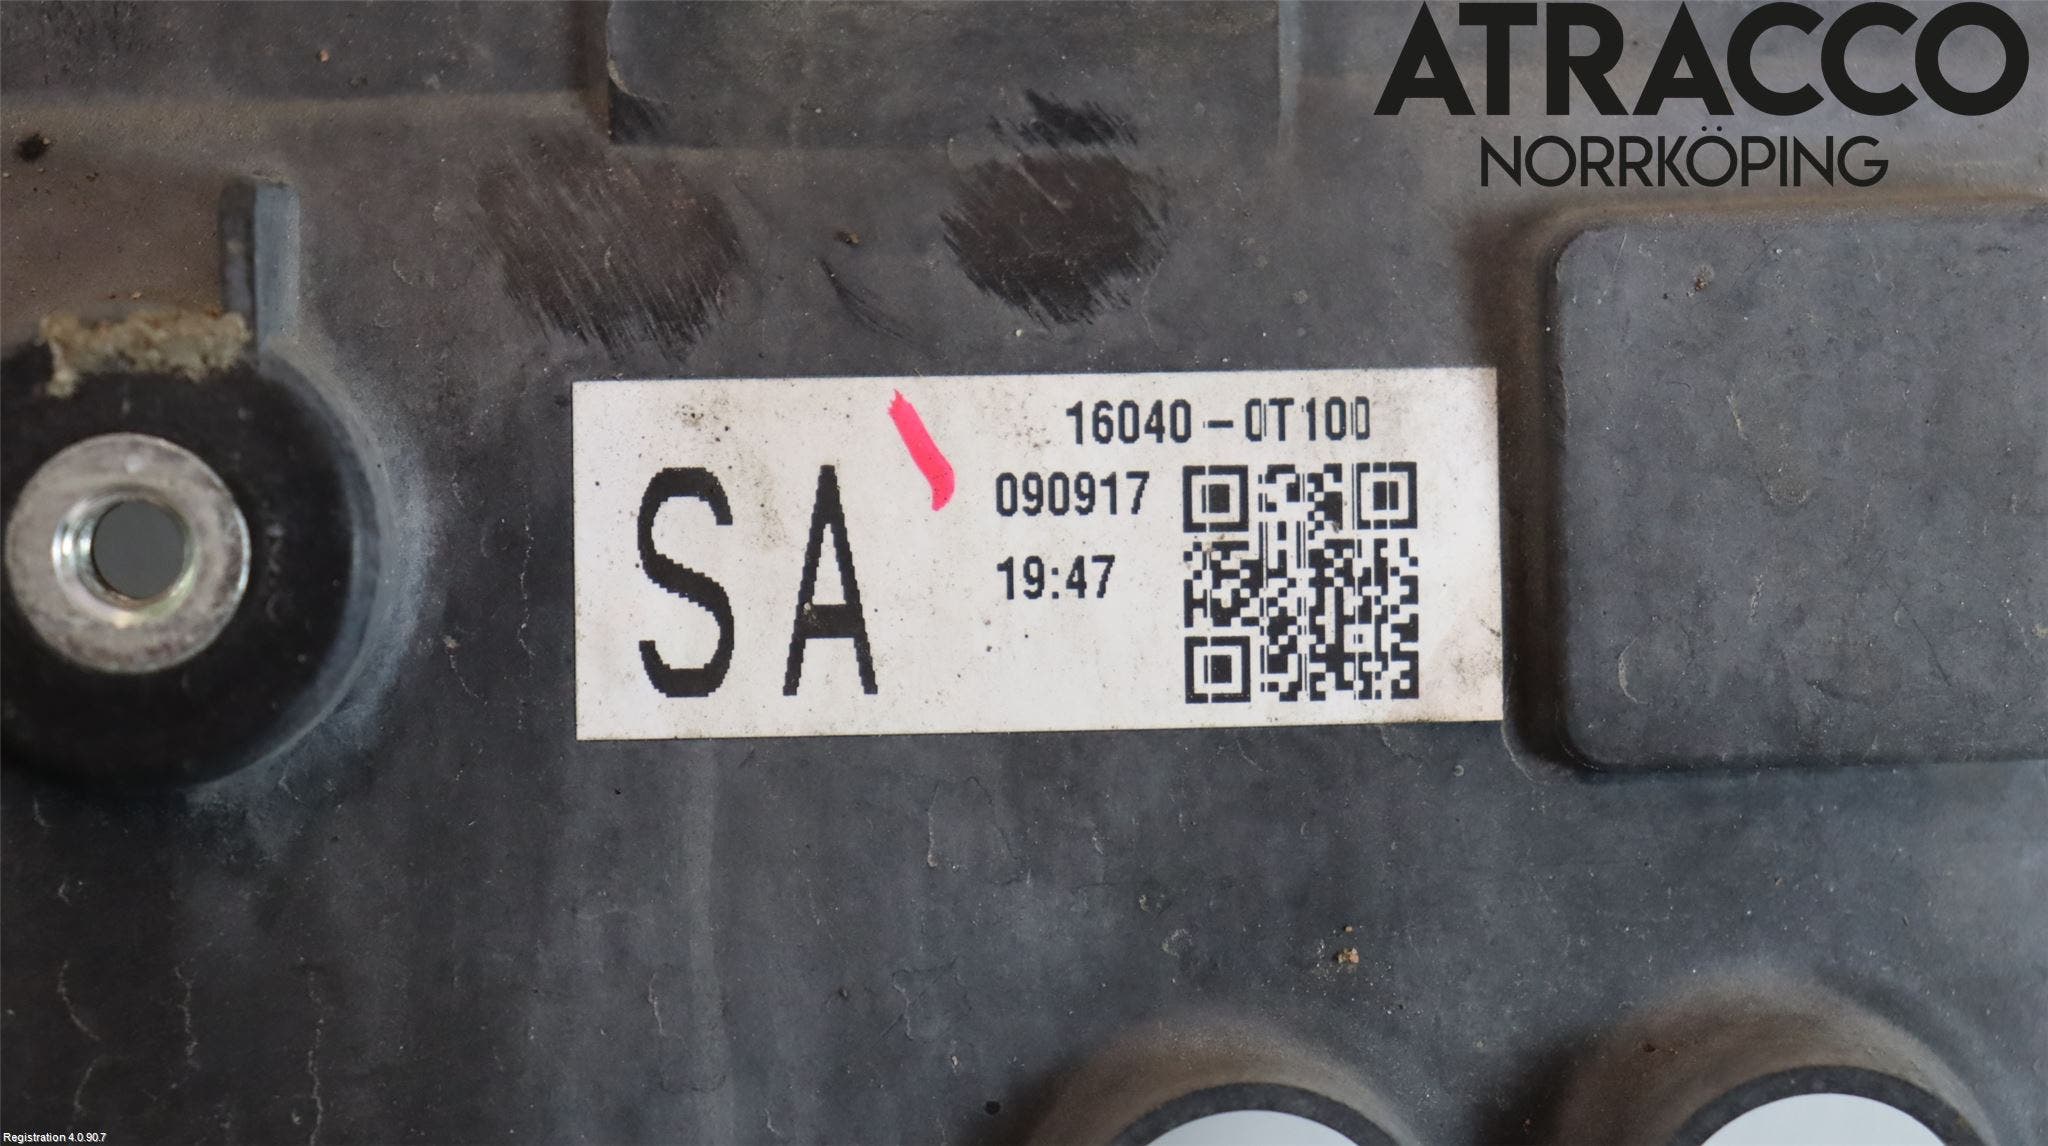 ATRACCO
NORRKÖPING
16040-0T100
SA
090917
19:47
Registration 4.0.90.7